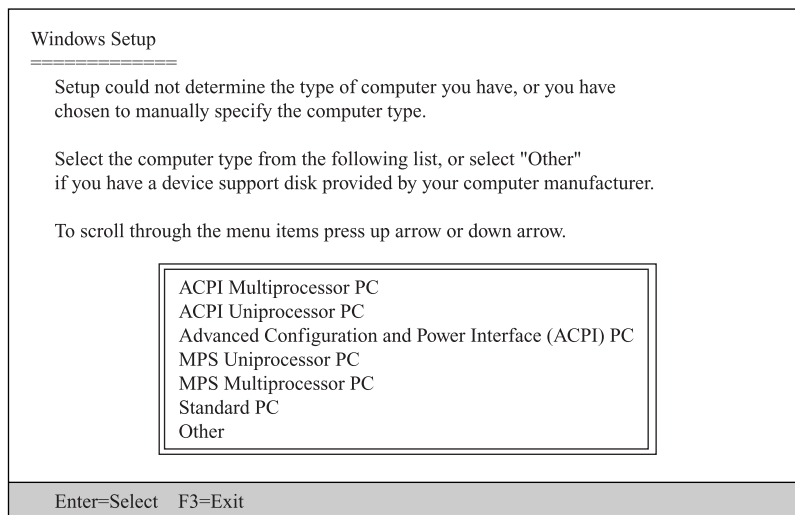 Windows Setup
=============
Setup could not determine the type of computer you have, or you have
chosen to manually specify the computer type.
Select the computer type from the following list, or select "Other"
if you have a device support disk provided by your computer manufacturer.
To scroll through the menu items press up arrow or down arrow.
ACPI Multiprocessor PC
ACPI Uniprocessor PC
Advanced Configuration and Power Interface (ACPI) PC
MPS Uniprocessor PC
MPS Multiprocessor PC
Standard PC
Other
Enter=Select F3=Exit